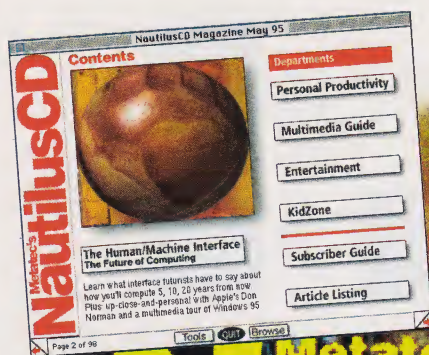 NautilusCD Magazine May 95
Metatec's
NautilusCD
Contents
The Human/Machine Interface
The Future of Computing
Learn what interface futurists have to say about
how you'll compute 5, 10, 20 years from now
Plus up-close-and-personal with Apple's Don
Norman and a multimedia tour of Windows 95
Departments
Personal Productivity
Multimedia Guide
Entertainment
KidZone
Subscriber Guide
Article Listing
Page 2 of 98
Tools
QUIT
Browse